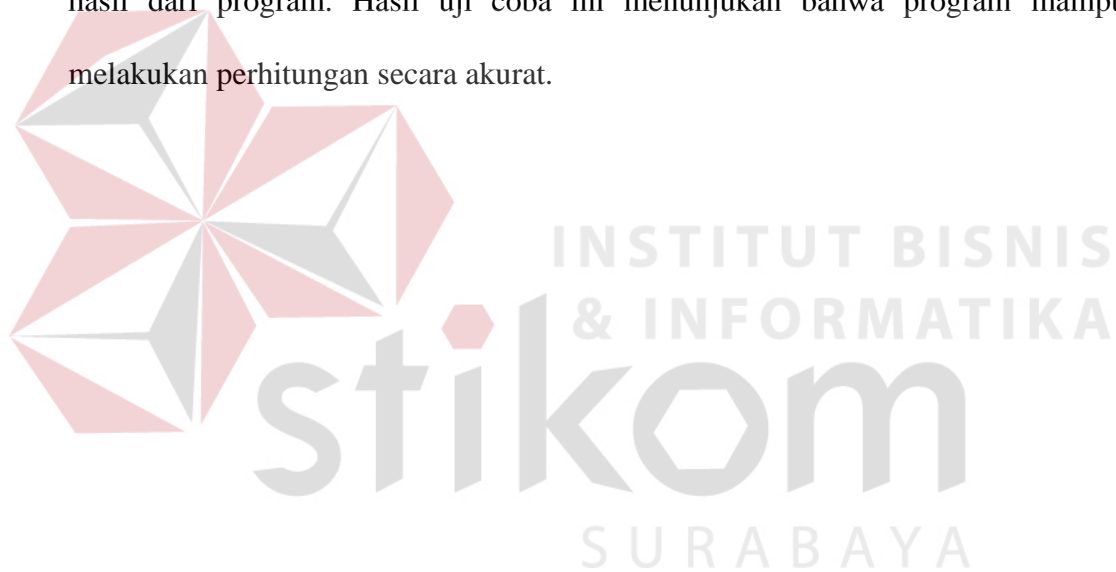 hasil dari program. Hasil uji coba ini menunjukan bahwa program mampu
melakukan perhitungan secara akurat.
INSTITUT BISNIS
& INFORMATIKA
stikom
SURABAYA